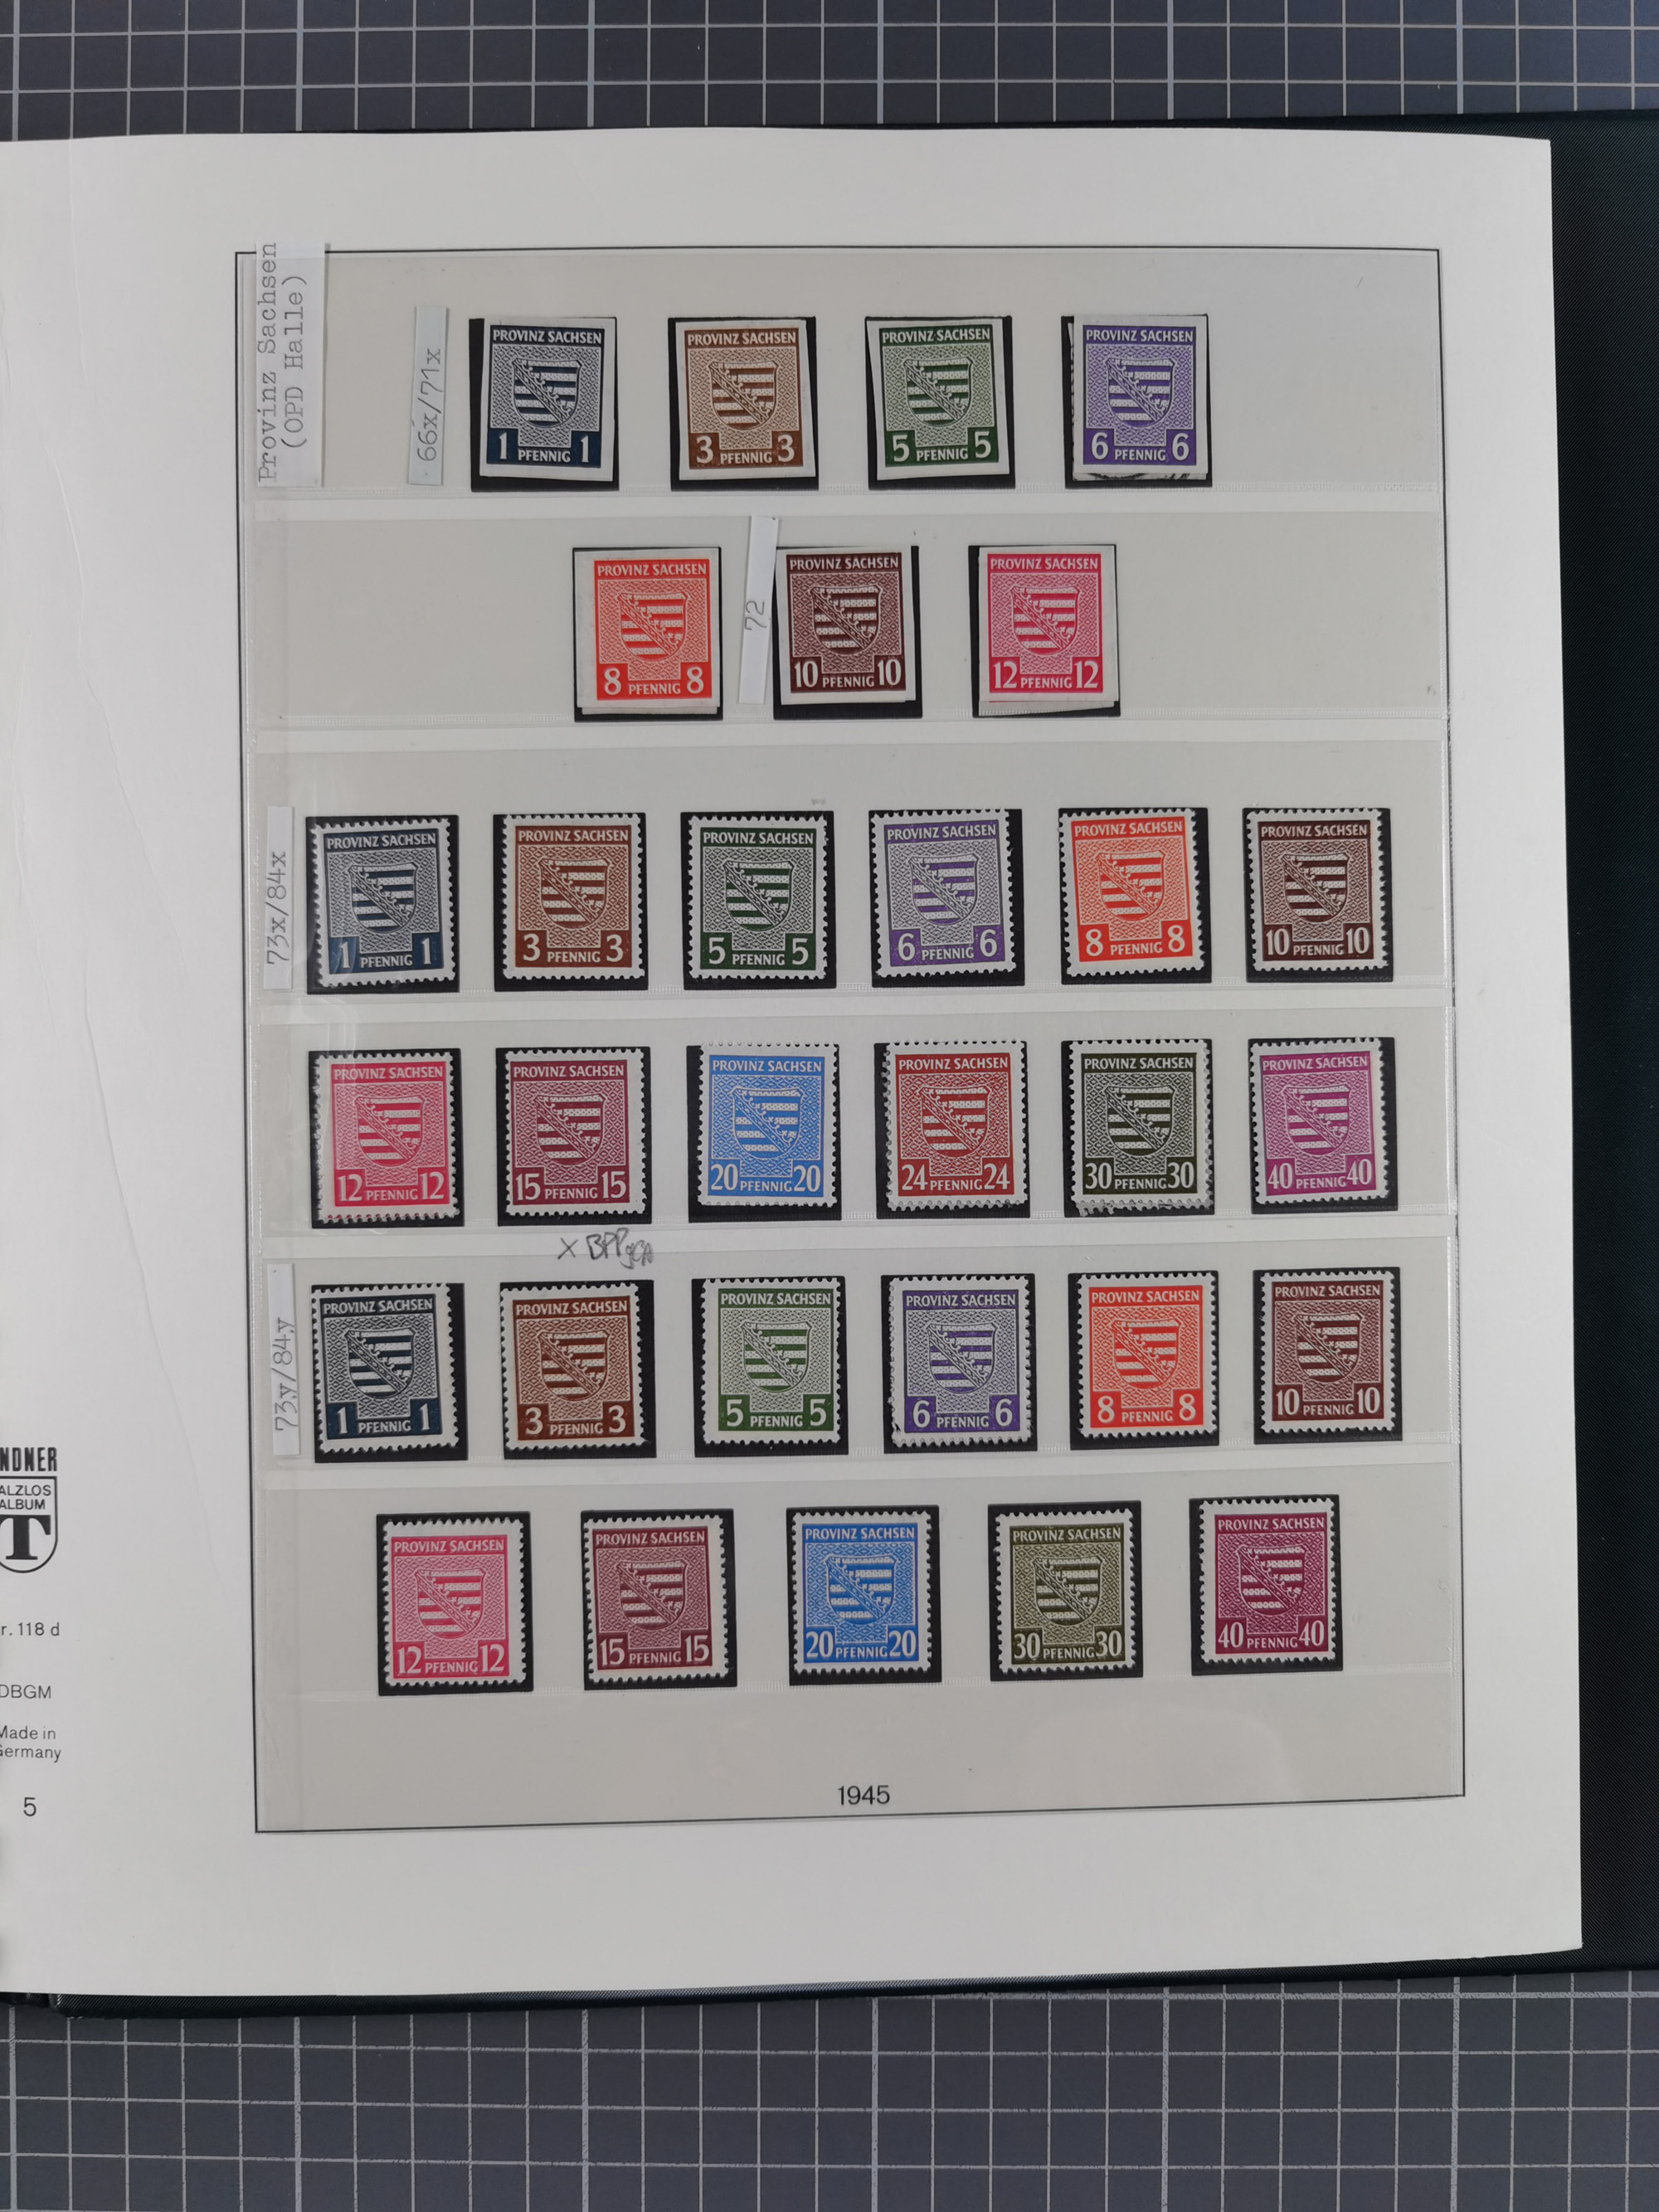 Provinz Sachsen
(OPD Halle)
66x/71x
PROVINZ SACHSEN
1 PFENNIG 1
PROVINZ SACHSEN
3 PFENNIG 3
PROVINZ SACHSEN
5 PFENNIG 5
PROVINZ SACHSEN
6 PFENNIG 6
PROVINZ SACHSEN
8 PFENNIG 8
72
PROVINZ SACHSEN
10 PFENNIG 10
PROVINZ SACHSEN
12 PFENNIG 12
73x/84x
PROVINZ SACHSEN
1 PFENNIG 1
PROVINZ SACHSEN
3 PFENNIG 3
PROVINZ SACHSEN
5 PFENNIG 5
PROVINZ SACHSEN
6 PFENNIG 6
PROVINZ SACHSEN
8 PFENNIG 8
PROVINZ SACHSEN
10 PFENNIG 10
PROVINZ SACHSEN
12 PFENNIG 12
PROVINZ SACHSEN
15 PFENNIG 15
PROVINZ SACHSEN
20 PFENNIG 20
PROVINZ SACHSEN
24 PFENNIG 24
PROVINZ SACHSEN
30 PFENNIG 30
PROVINZ SACHSEN
40 PFENNIG 40
x BPP
73y/84y
PROVINZ SACHSEN
1 PFENNIG 1
PROVINZ SACHSEN
3 PFENNIG 3
PROVINZ SACHSEN
5 PFENNIG 5
PROVINZ SACHSEN
6 PFENNIG 6
PROVINZ SACHSEN
8 PFENNIG 8
PROVINZ SACHSEN
10 PFENNIG 10
PROVINZ SACHSEN
12 PFENNIG 12
PROVINZ SACHSEN
15 PFENNIG 15
PROVINZ SACHSEN
20 PFENNIG 20
PROVINZ SACHSEN
30 PFENNIG 30
PROVINZ SACHSEN
40 PFENNIG 40
1945
NDNER
ALZLOS
ALBUM
T
r. 118 d
DBGM
Made in
Germany
5